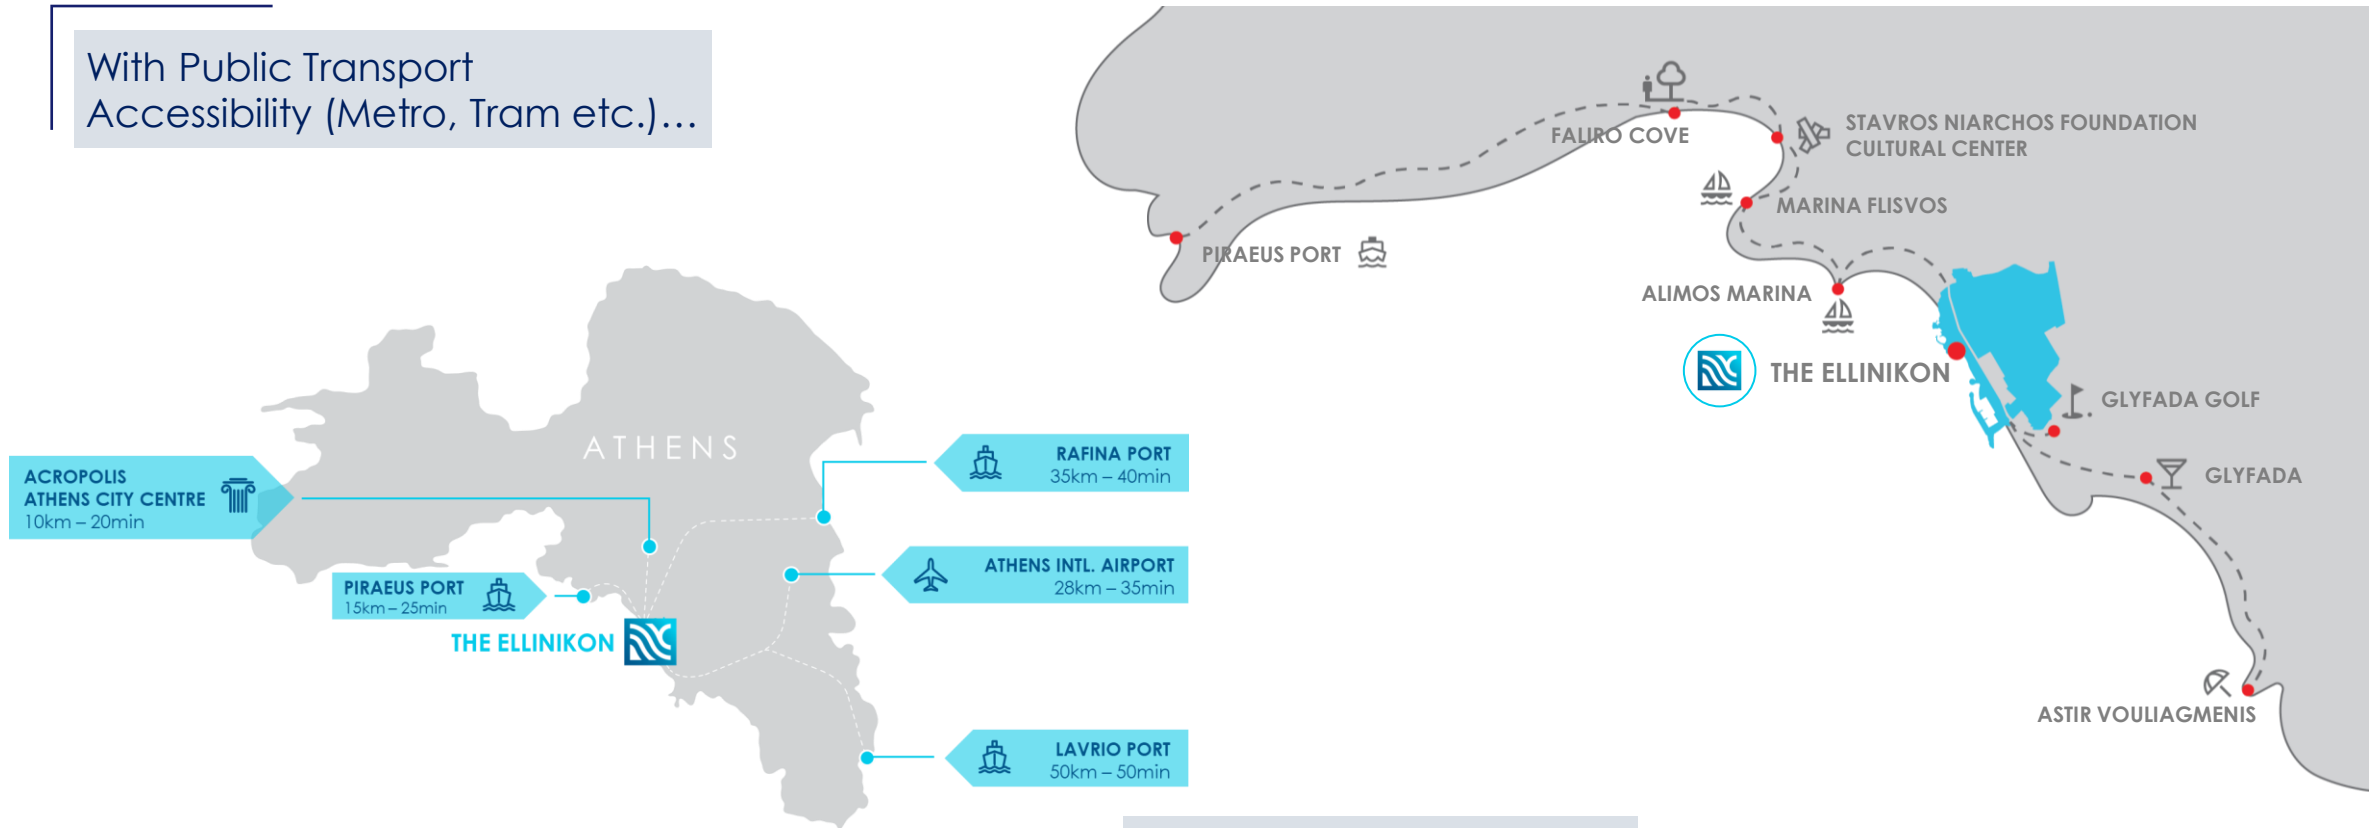 With Public Transport
Accessibility (Metro, Tram etc.)...
ATHENS
ACROPOLIS
ATHENS CITY CENTRE
10km – 20min
PIRAEUS PORT
15km – 25min
THE ELLINIKON
RAFINA PORT
35km – 40min
ATHENS INTL. AIRPORT
28km – 35min
LAVRIO PORT
50km – 50min
FALIRO COVE
STAVROS NIARCHOS FOUNDATION
CULTURAL CENTER
MARINA FLISVOS
PIRAEUS PORT
ALIMOS MARINA
THE ELLINIKON
GLYFADA GOLF
GLYFADA
ASTIR VOULIAGMENIS